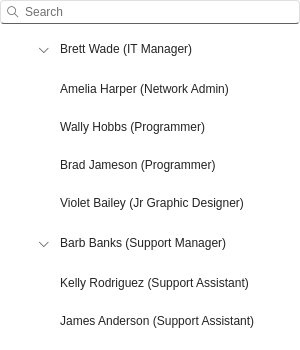 Search
Brett Wade (IT Manager)
Amelia Harper (Network Admin)
Wally Hobbs (Programmer)
Brad Jameson (Programmer)
Violet Bailey (Jr Graphic Designer)
Barb Banks (Support Manager)
Kelly Rodriguez (Support Assistant)
James Anderson (Support Assistant)